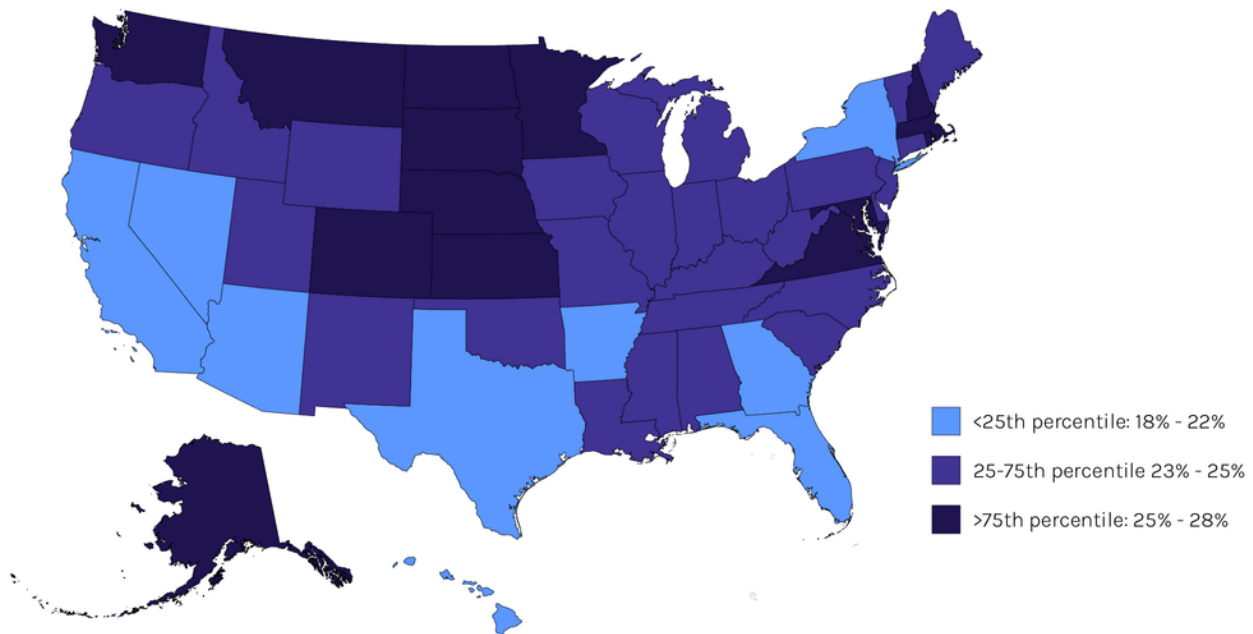 <25th percentile: 18% - 22%
25-75th percentile 23% - 25%
>75th percentile: 25% - 28%